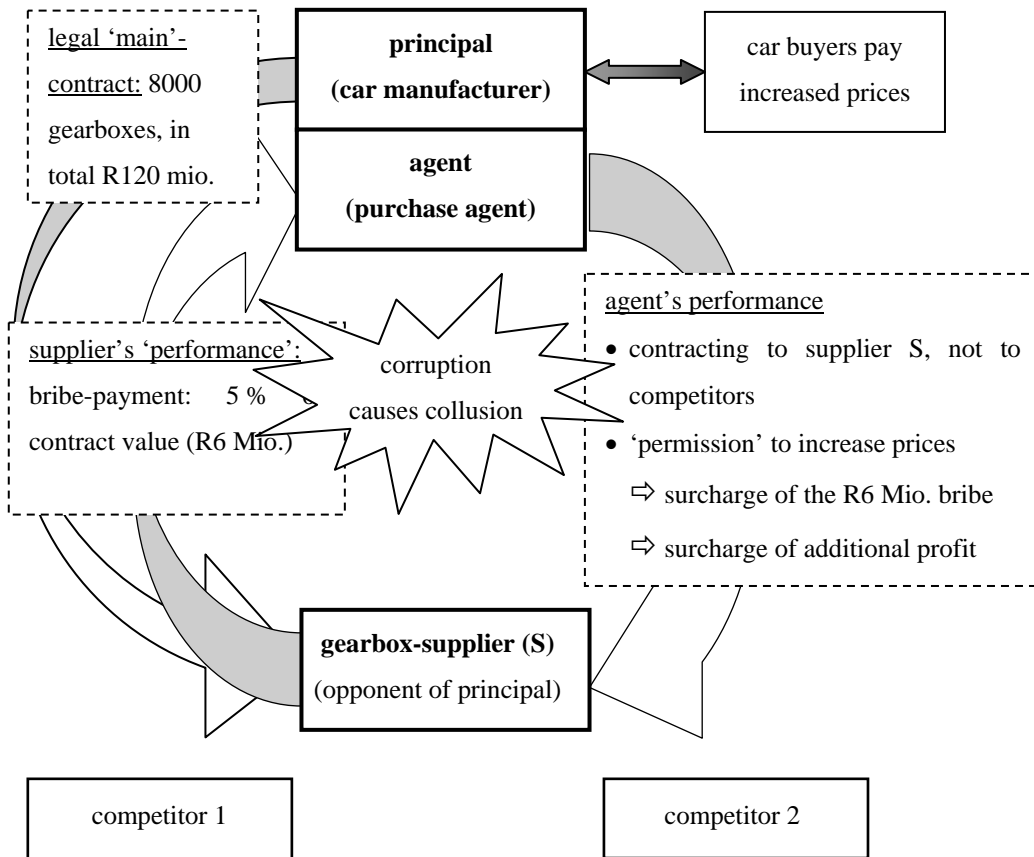 legal ‘main’-
contract: 8000
gearboxes, in
total R120 mio.
principal
(car manufacturer)
car buyers pay
increased prices
agent
(purchase agent)
supplier’s ‘performance’:
bribe-payment: 5 %
contract value (R6 Mio.)
corruption
causes collusion
agent’s performance
• contracting to supplier S, not to
competitors
• ‘permission’ to increase prices
⇨ surcharge of the R6 Mio. bribe
⇨ surcharge of additional profit
gearbox-supplier (S)
(opponent of principal)
competitor 1
competitor 2